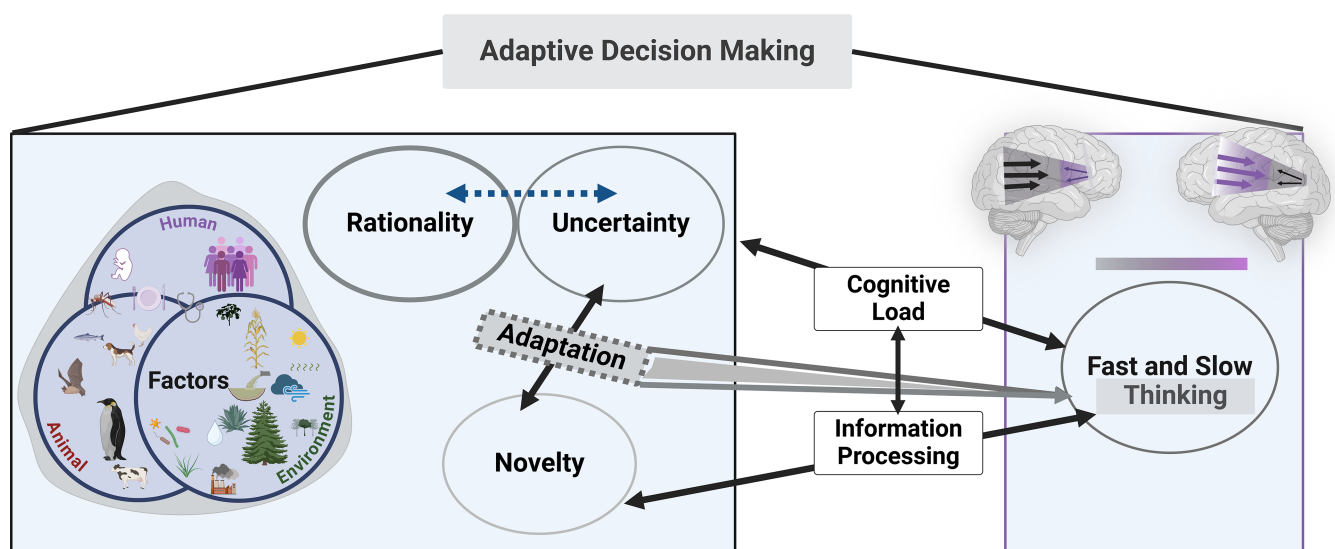 Adaptive Decision Making
Human
Factors
Animal
Environment
Rationality
Uncertainty
Adaptation
Novelty
Cognitive
Load
Information
Processing
Fast and Slow
Thinking